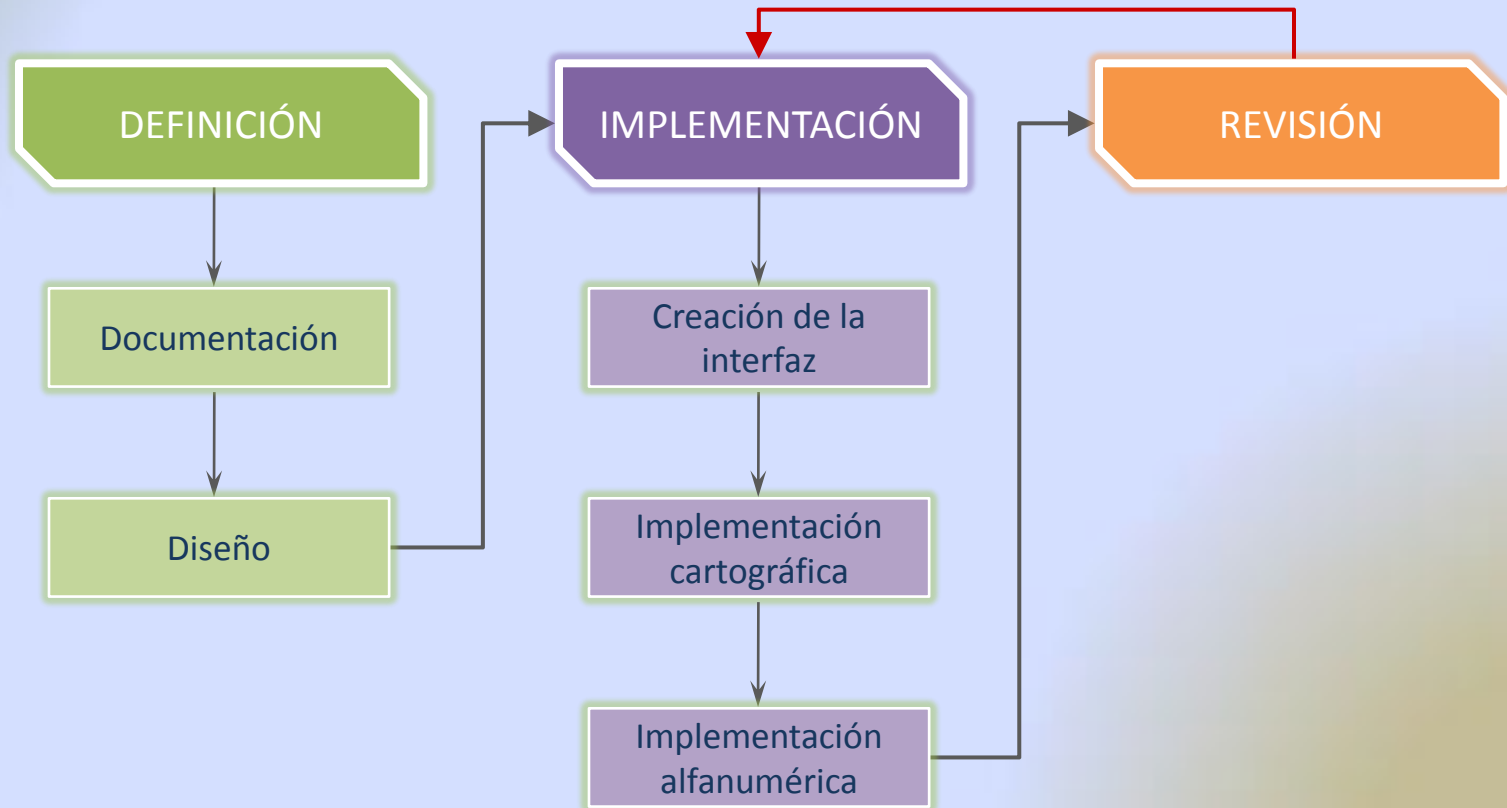 DEFINICIÓN
Documentación
Diseño
IMPLEMENTACIÓN
Creación de la
interfaz
Implementación
cartográfica
Implementación
alfanumérica
REVISIÓN